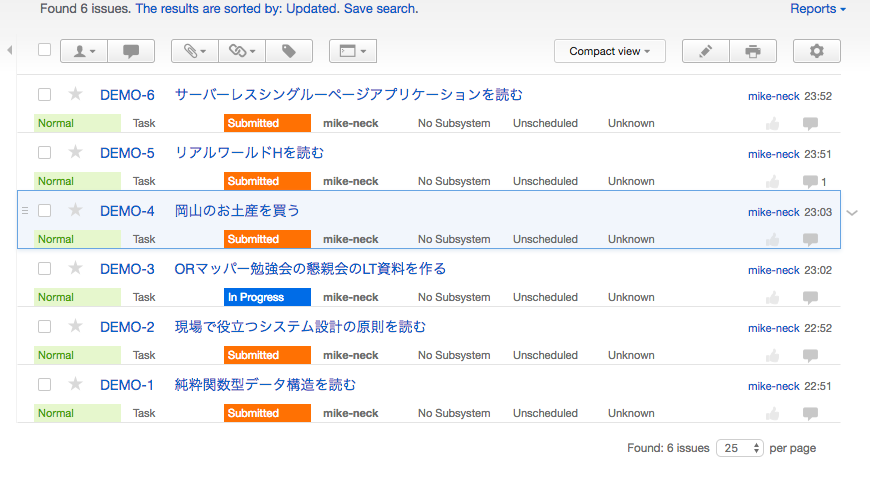 Found 6 issues. The results are sorted by: Updated. Save search. Reports
Compact view
DEMO-6 サーバーレスシングルーページアプリケーションを読む mike-neck 23:52
Normal Task Submitted mike-neck No Subsystem Unscheduled Unknown
DEMO-5 リアルワールドHを読む mike-neck 23:51
Normal Task Submitted mike-neck No Subsystem Unscheduled Unknown 1
DEMO-4 岡山のお土産を買う mike-neck 23:03
Normal Task Submitted mike-neck No Subsystem Unscheduled Unknown
DEMO-3 ORマッパー勉強会の懇親会のLT資料を作る mike-neck 23:02
Normal Task In Progress mike-neck No Subsystem Unscheduled Unknown
DEMO-2 現場で役立つシステム設計の原則を読む mike-neck 22:52
Normal Task Submitted mike-neck No Subsystem Unscheduled Unknown
DEMO-1 純粋関数型データ構造を読む mike-neck 22:51
Normal Task Submitted mike-neck No Subsystem Unscheduled Unknown
Found: 6 issues 25 per page